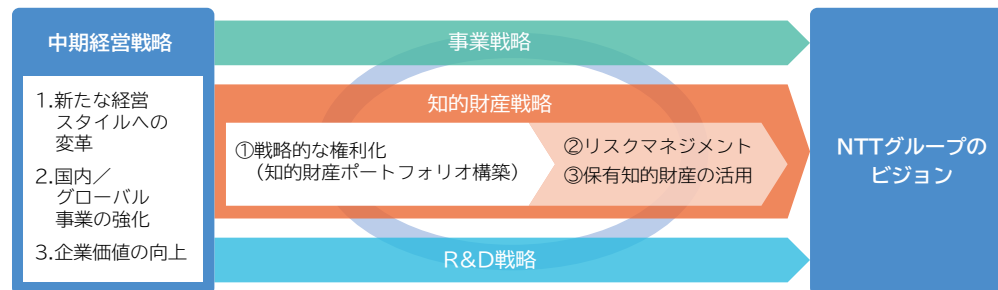 中期経営戦略
1.新たな経営
スタイルへの
変革
2.国内／
グローバル
事業の強化
3.企業価値の向上
事業戦略
知的財産戦略
①戦略的な権利化
（知的財産ポートフォリオ構築）
②リスクマネジメント
③保有知的財産の活用
R&D戦略
NTTグループの
ビジョン